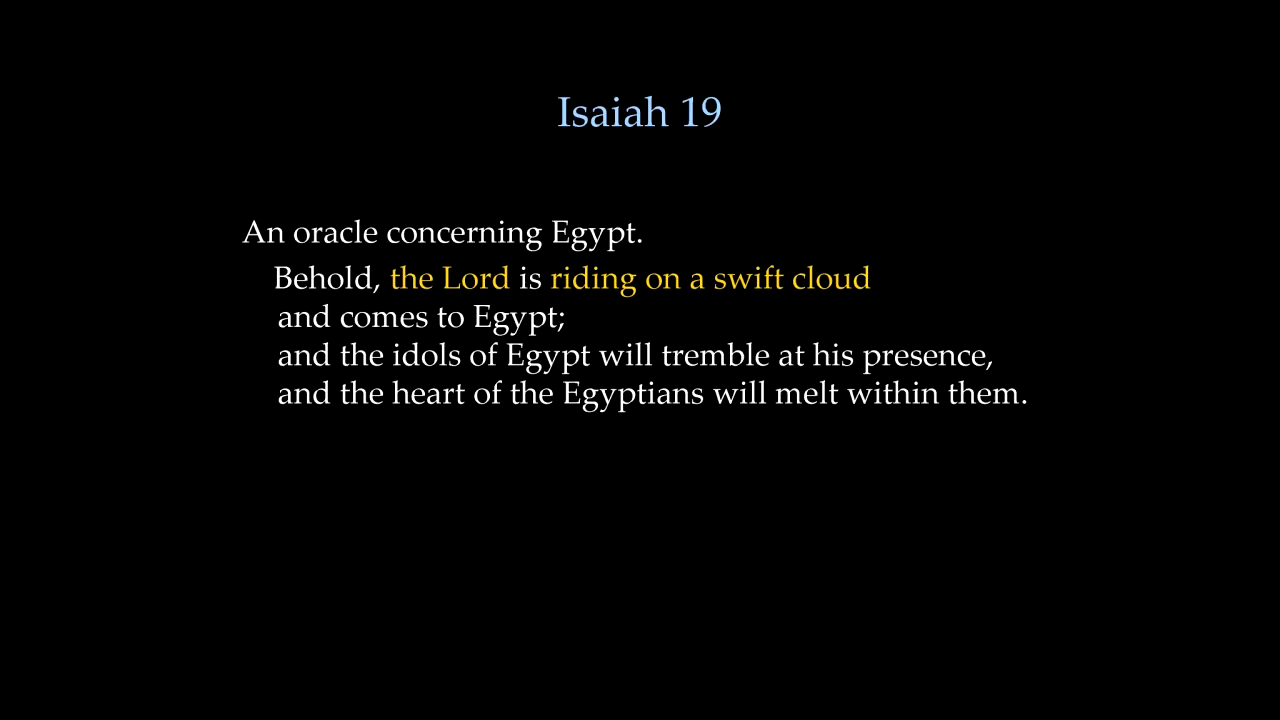 Isaiah 19
An oracle concerning Egypt.
Behold, the Lord is riding on a swift cloud
and comes to Egypt;
and the idols of Egypt will tremble at his presence,
and the heart of the Egyptians will melt within them.